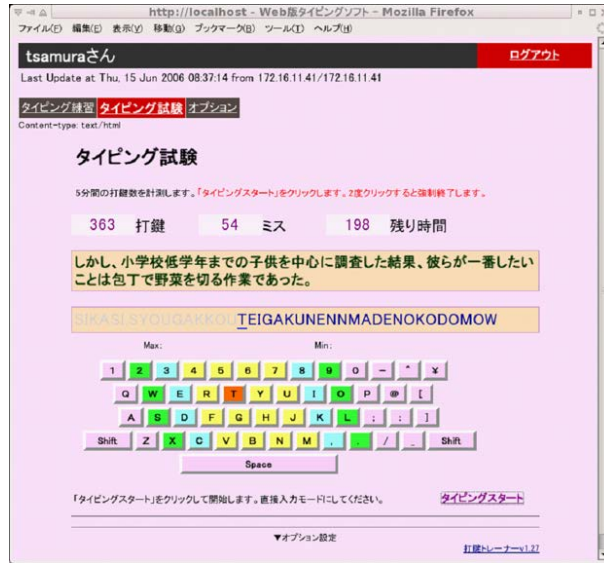 http://localhost - Web版タイピングソフト - Mozilla Firefox
ファイル(F) 編集(E) 表示(V) 移動(G) ブックマーク(B) ツール(T) ヘルプ(H)
tsamuraさん ログアウト
Last Update at Thu, 15 Jun 2006 08:37:14 from 172.16.11.41/172.16.11.41
タイピング練習 タイピング試験 オプション
Content-type: text/html
タイピング試験
5分間の打鍵数を計測します。「タイピングスタート」をクリックします。2度クリックすると強制終了します。
363 打鍵 54 ミス 198 残り時間
しかし、小学校低学年までの子供を中心に調査した結果、彼らが一番したい
ことは包丁で野菜を切る作業であった。
SIKASI,SYOUGAKKOUTEIGAKUNENNMADENOKODOMOW
Max: Min:
1 2 3 4 5 6 7 8 9 0 - ^ ¥
Q W E R T Y U I O P @ [
A S D F G H J K L ; : ]
Shift Z X C V B N M , . / _ Shift
Space
「タイピングスタート」をクリックして開始します。直接入力モードにしてください。 タイピングスタート
▼オプション設定
打鍵トレーナーv1.27